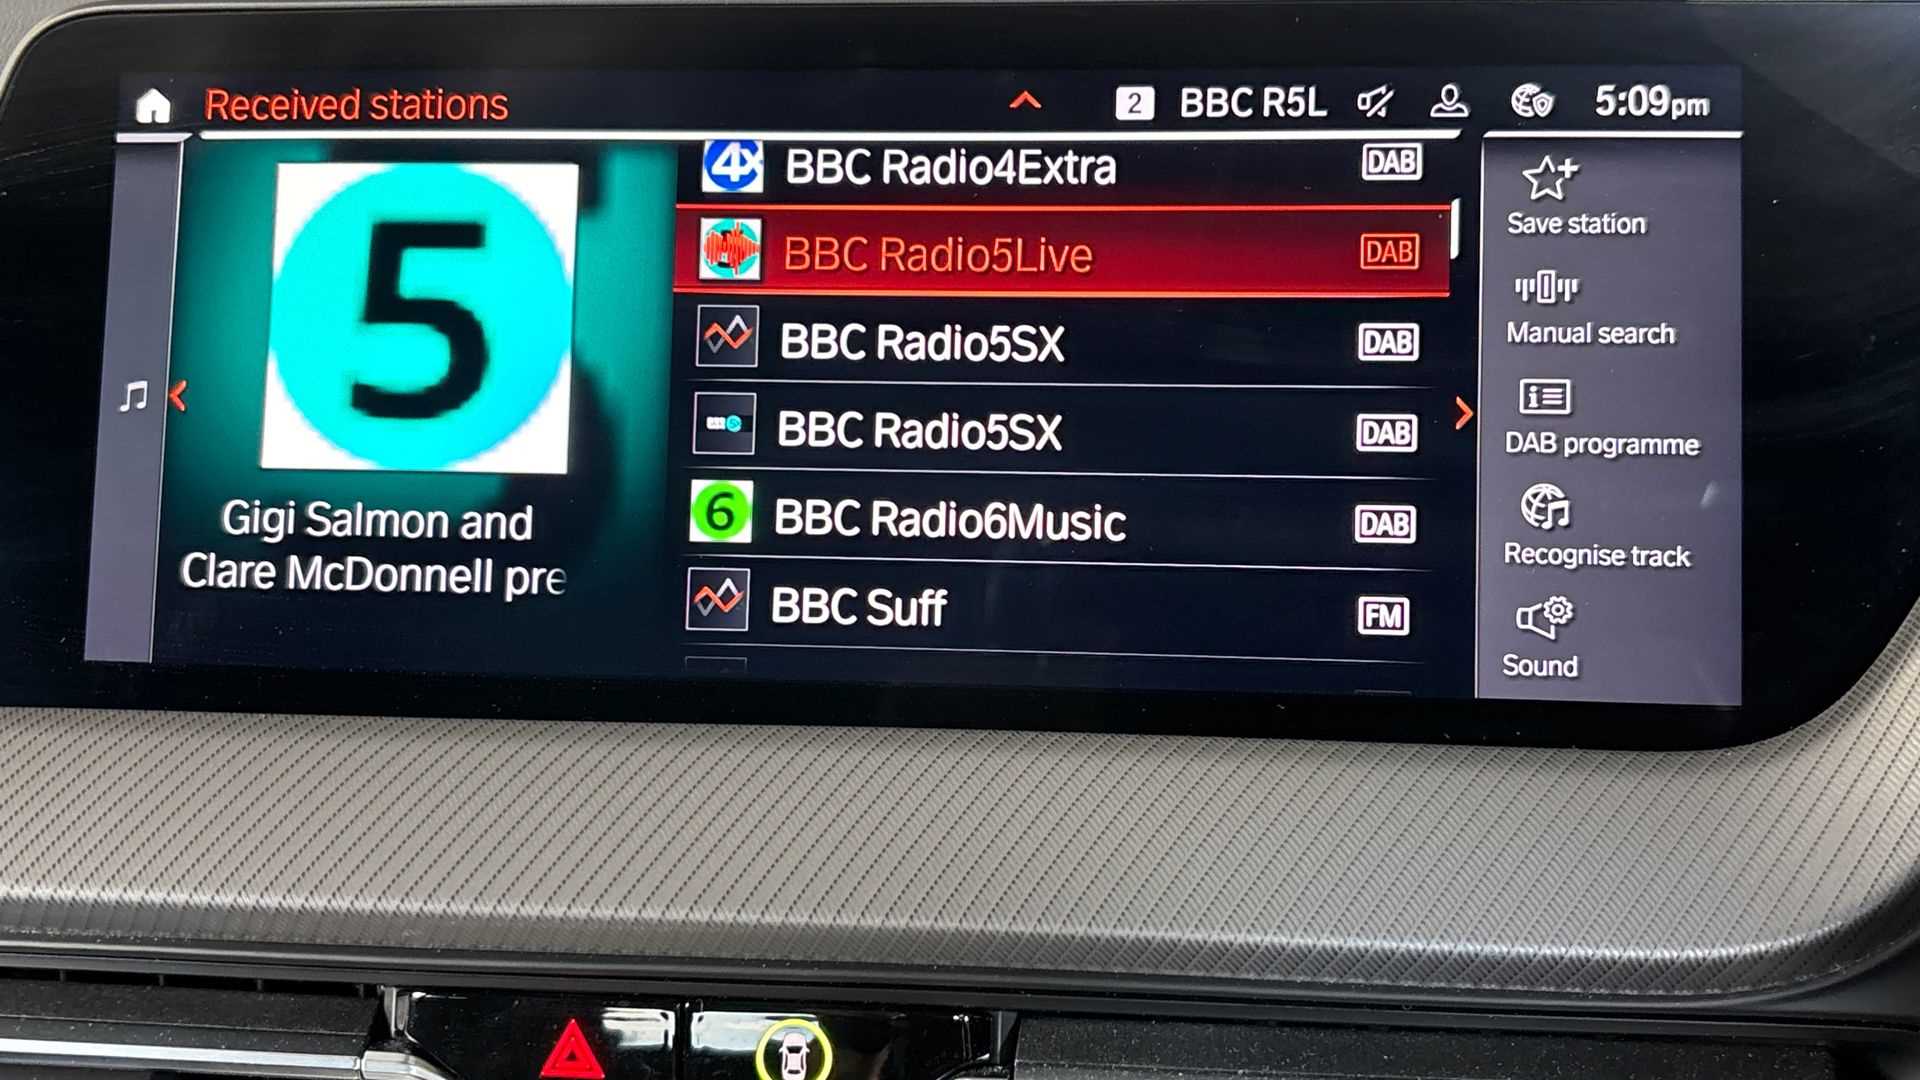 Received stations
2 BBC R5L 5:09pm
5
Gigi Salmon and
Clare McDonnell pre
4X BBC Radio4Extra DAB
BBC Radio5Live DAB
BBC Radio5SX DAB
BBC Radio5SX DAB
6 BBC Radio6Music DAB
BBC Suff FM
Save station
Manual search
DAB programme
Recognise track
Sound